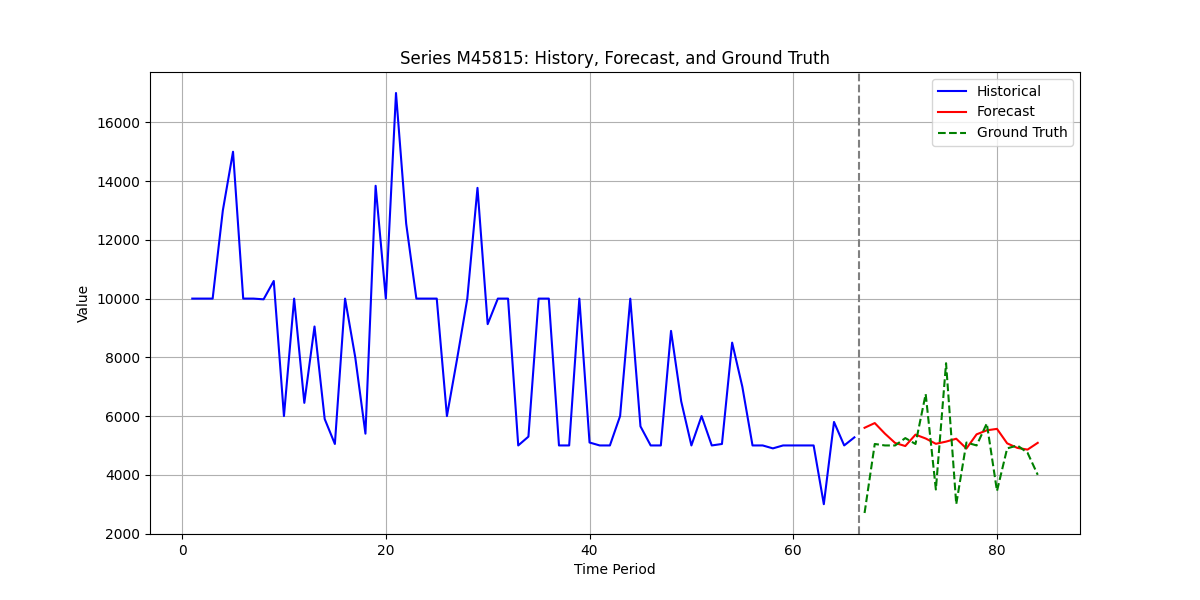 Series M45815: History, Forecast, and Ground Truth
Historical
Forecast
Ground Truth
16000
14000
12000
10000
8000
6000
4000
2000
Value
0
20
40
60
80
Time Period